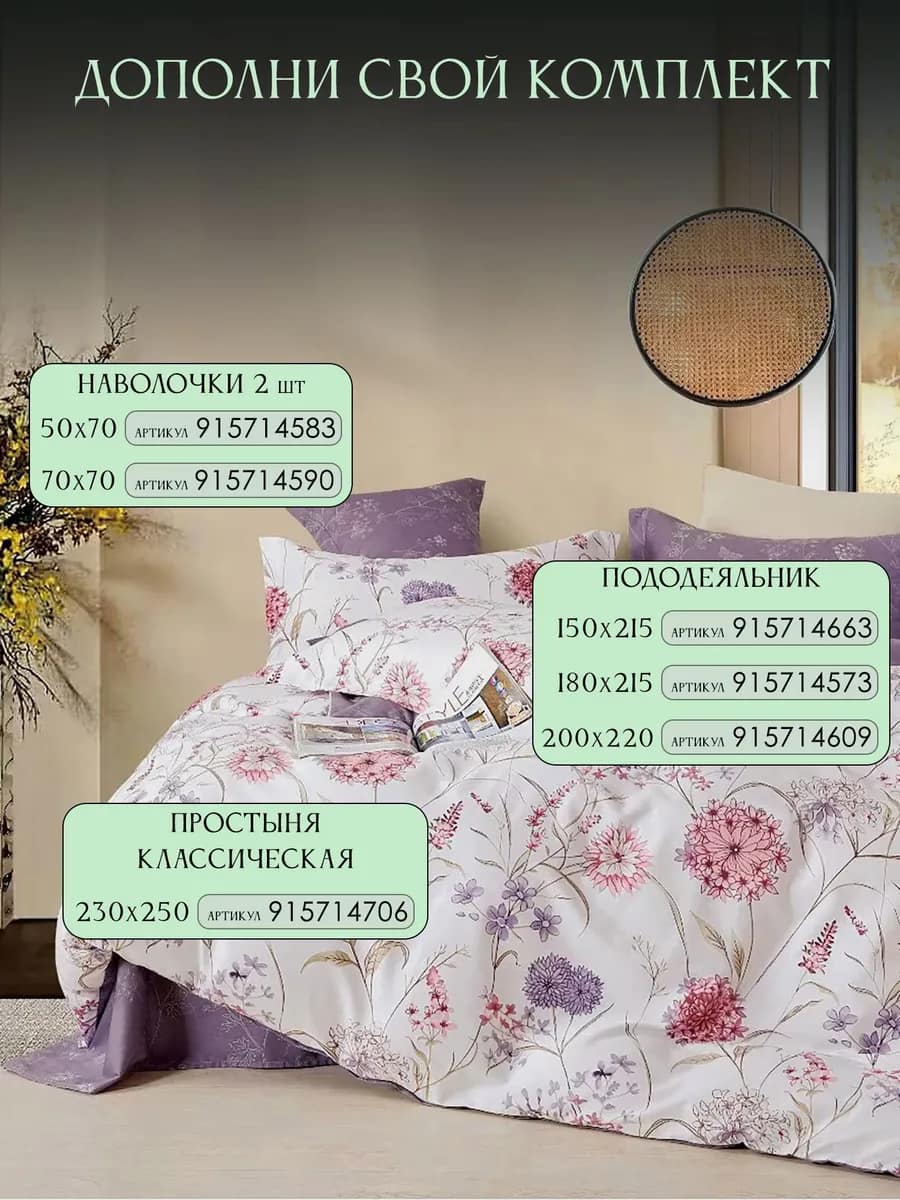 ДОПОЛНИ СВОЙ КОМПЛЕКТ
НАВОЛОЧКИ 2 шт
50х70 АРТИКУЛ 915714583
70х70 АРТИКУЛ 915714590
ПОДОДЕЯЛЬНИК
150х215 АРТИКУЛ 915714663
180х215 АРТИКУЛ 915714573
200х220 АРТИКУЛ 915714609
ПРОСТЫНЯ
КЛАССИЧЕСКАЯ
230х250 АРТИКУЛ 915714706